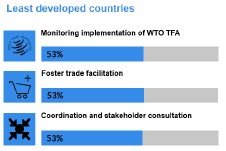 Least developed countries
Monitoring implementation of WTO TFA
53%
Foster trade facilitation
53%
Coordination and stakeholder consultation
53%